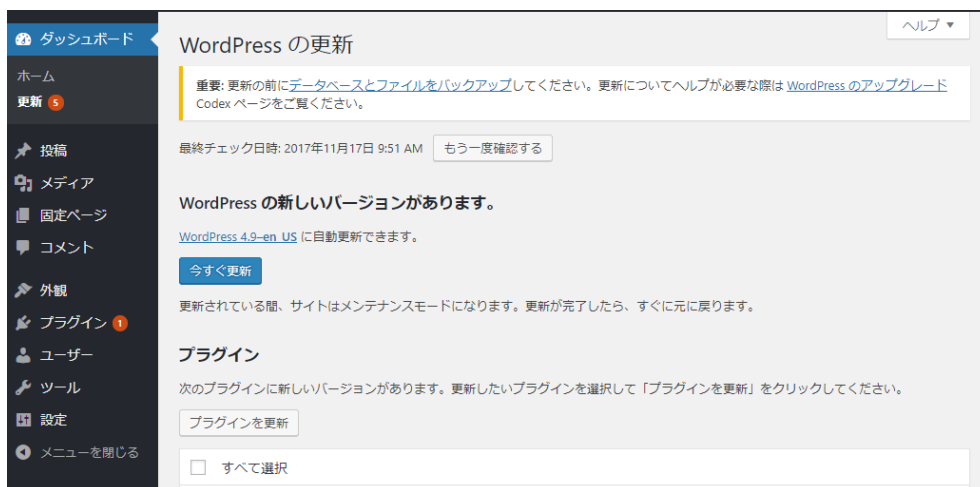 ダッシュボード
ヘルプ ▼
WordPress の更新
ホーム
更新 5
重要: 更新の前にデータベースとファイルをバックアップしてください。更新についてヘルプが必要な際は WordPress のアップグレード
Codex ページをご覧ください。
投稿
メディア
固定ページ
コメント
外観
プラグイン 1
ユーザー
ツール
設定
メニューを閉じる
最終チェック日時: 2017年11月17日 9:51 AM もう一度確認する
WordPress の新しいバージョンがあります。
WordPress 4.9–en_US に自動更新できます。
今すぐ更新
更新されている間、サイトはメンテナンスモードになります。更新が完了したら、すぐに元に戻ります。
プラグイン
次のプラグインに新しいバージョンがあります。更新したいプラグインを選択して「プラグインを更新」をクリックしてください。
プラグインを更新
すべて選択